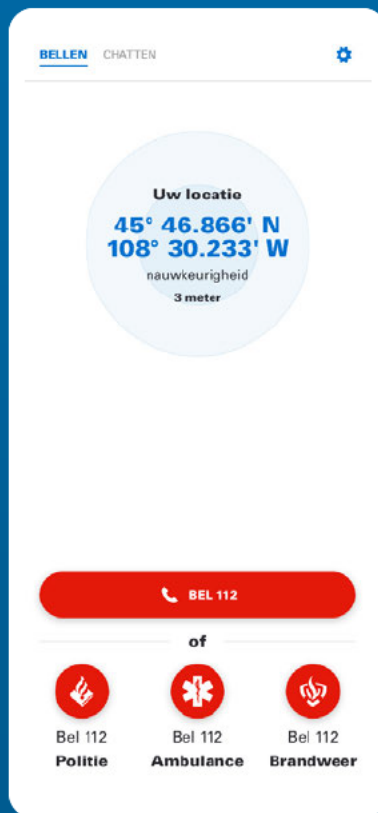 BELLEN CHATTEN
Uw locatie
45° 46.866' N
108° 30.233' W
nauwkeurigheid
3 meter
BEL 112
of
Bel 112 Bel 112 Bel 112
Politie Ambulance Brandweer